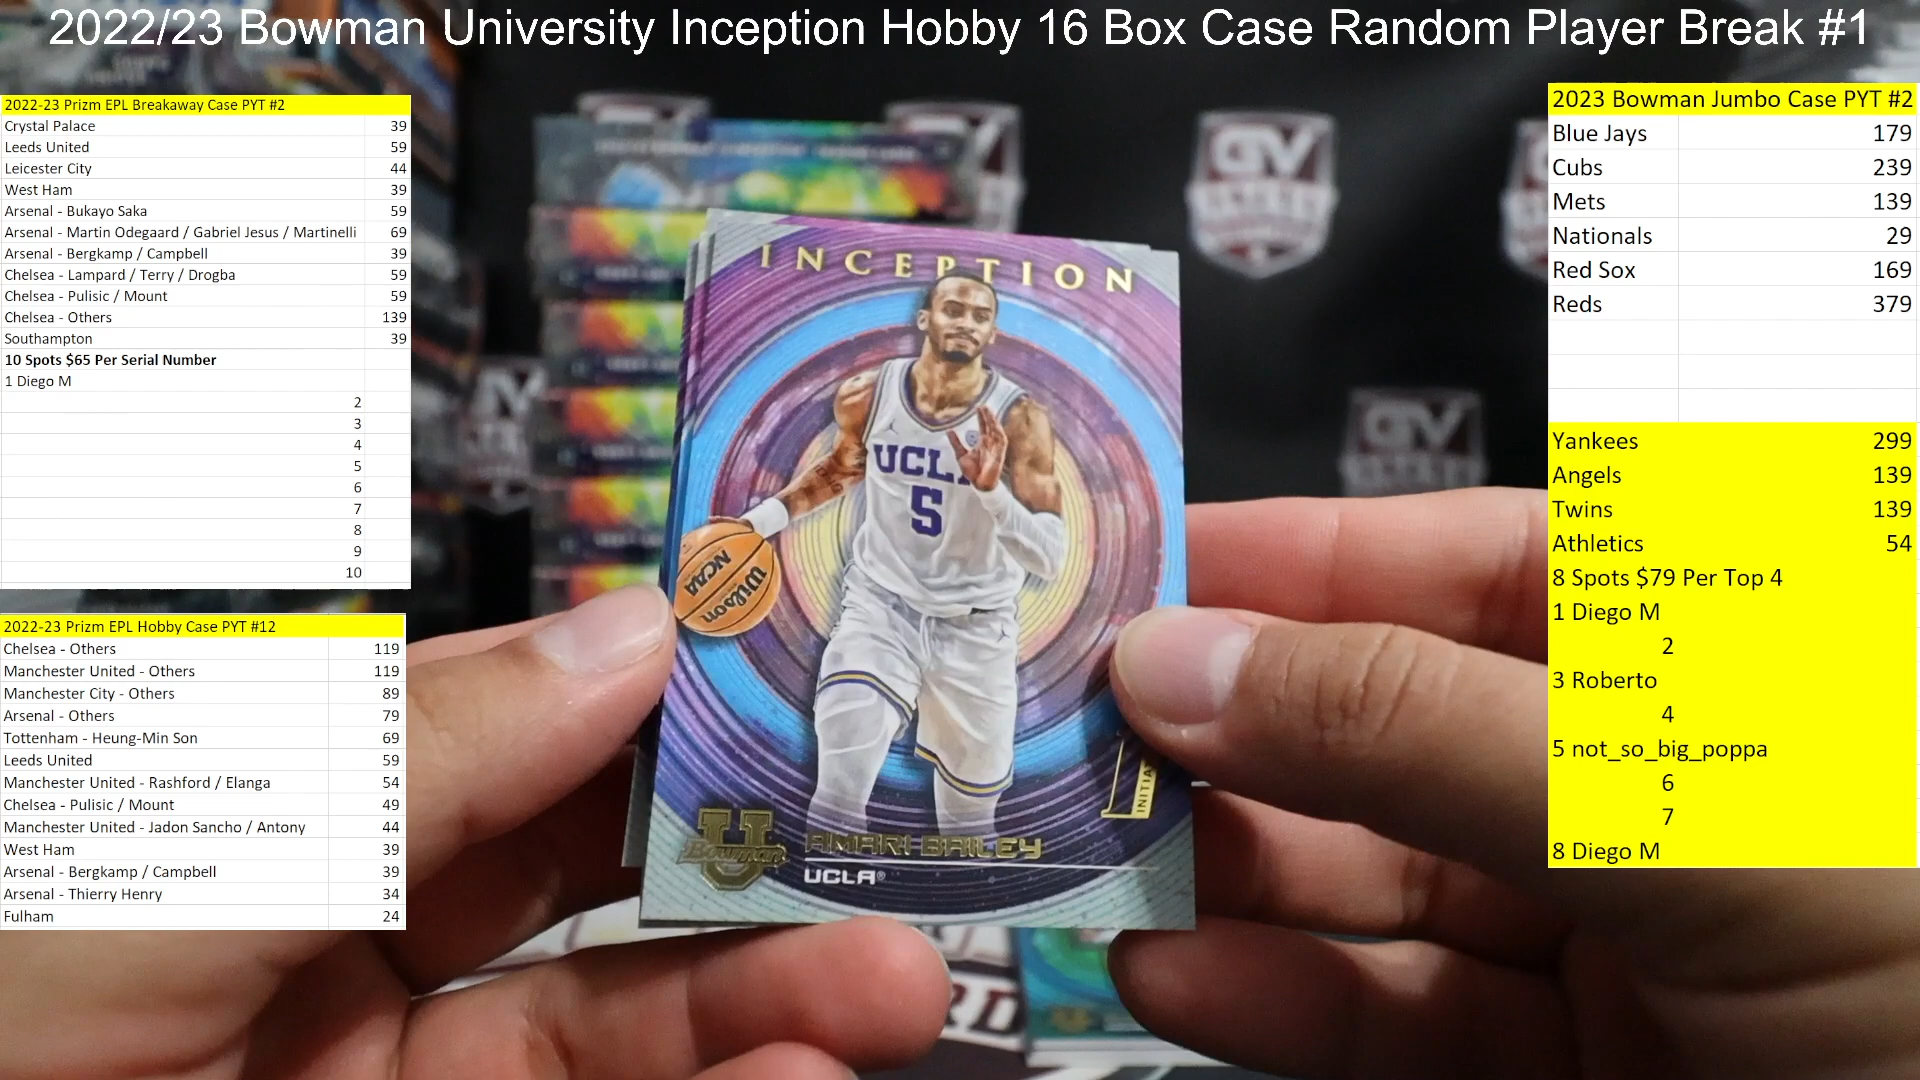 2022/23 Bowman University Inception Hobby 16 Box Case Random Player Break #1
2022-23 Prizm EPL Breakaway Case PYT #2
Crystal Palace 39
Leeds United 59
Leicester City 44
West Ham 39
Arsenal - Bukayo Saka 59
Arsenal - Martin Odegaard / Gabriel Jesus / Martinelli 69
Arsenal - Bergkamp / Campbell 39
Chelsea - Lampard / Terry / Drogba 59
Chelsea - Pulisic / Mount 59
Chelsea - Others 139
Southampton 39
10 Spots $65 Per Serial Number
1 Diego M
2
3
4
5
6
7
8
9
10
2022-23 Prizm EPL Hobby Case PYT #12
Chelsea - Others 119
Manchester United - Others 119
Manchester City - Others 89
Arsenal - Others 79
Tottenham - Heung-Min Son 69
Leeds United 59
Manchester United - Rashford / Elanga 54
Chelsea - Pulisic / Mount 49
Manchester United - Jadon Sancho / Antony 44
West Ham 39
Arsenal - Bergkamp / Campbell 39
Arsenal - Thierry Henry 34
Fulham 24
INCEPTION
UCLA
5
Wilson
NCAA
U
Bowman
AMARI BAILEY
UCLA®
GV
GV
2023 Bowman Jumbo Case PYT #2
Blue Jays 179
Cubs 239
Mets 139
Nationals 29
Red Sox 169
Reds 379
Yankees 299
Angels 139
Twins 139
Athletics 54
8 Spots $79 Per Top 4
1 Diego M
2
3 Roberto
4
5 not_so_big_poppa
6
7
8 Diego M